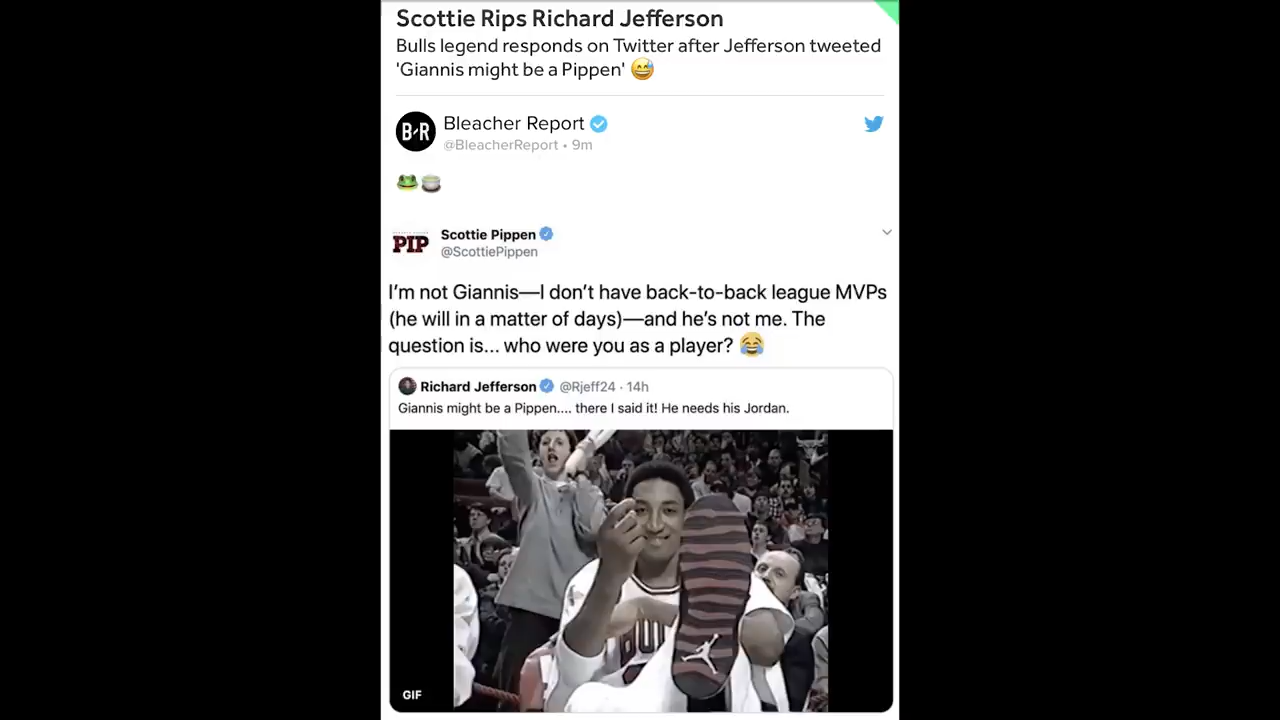 Scottie Rips Richard Jefferson
Bulls legend responds on Twitter after Jefferson tweeted
'Giannis might be a Pippen' 😅
B/R
Bleacher Report
@BleacherReport • 9m
🐸🍵
PIP
Scottie Pippen
@ScottiePippen
I'm not Giannis—I don't have back-to-back league MVPs
(he will in a matter of days)—and he's not me. The
question is... who were you as a player? 😂
Richard Jefferson @Rjeff24 · 14h
Giannis might be a Pippen.... there I said it! He needs his Jordan.
BUL
GIF